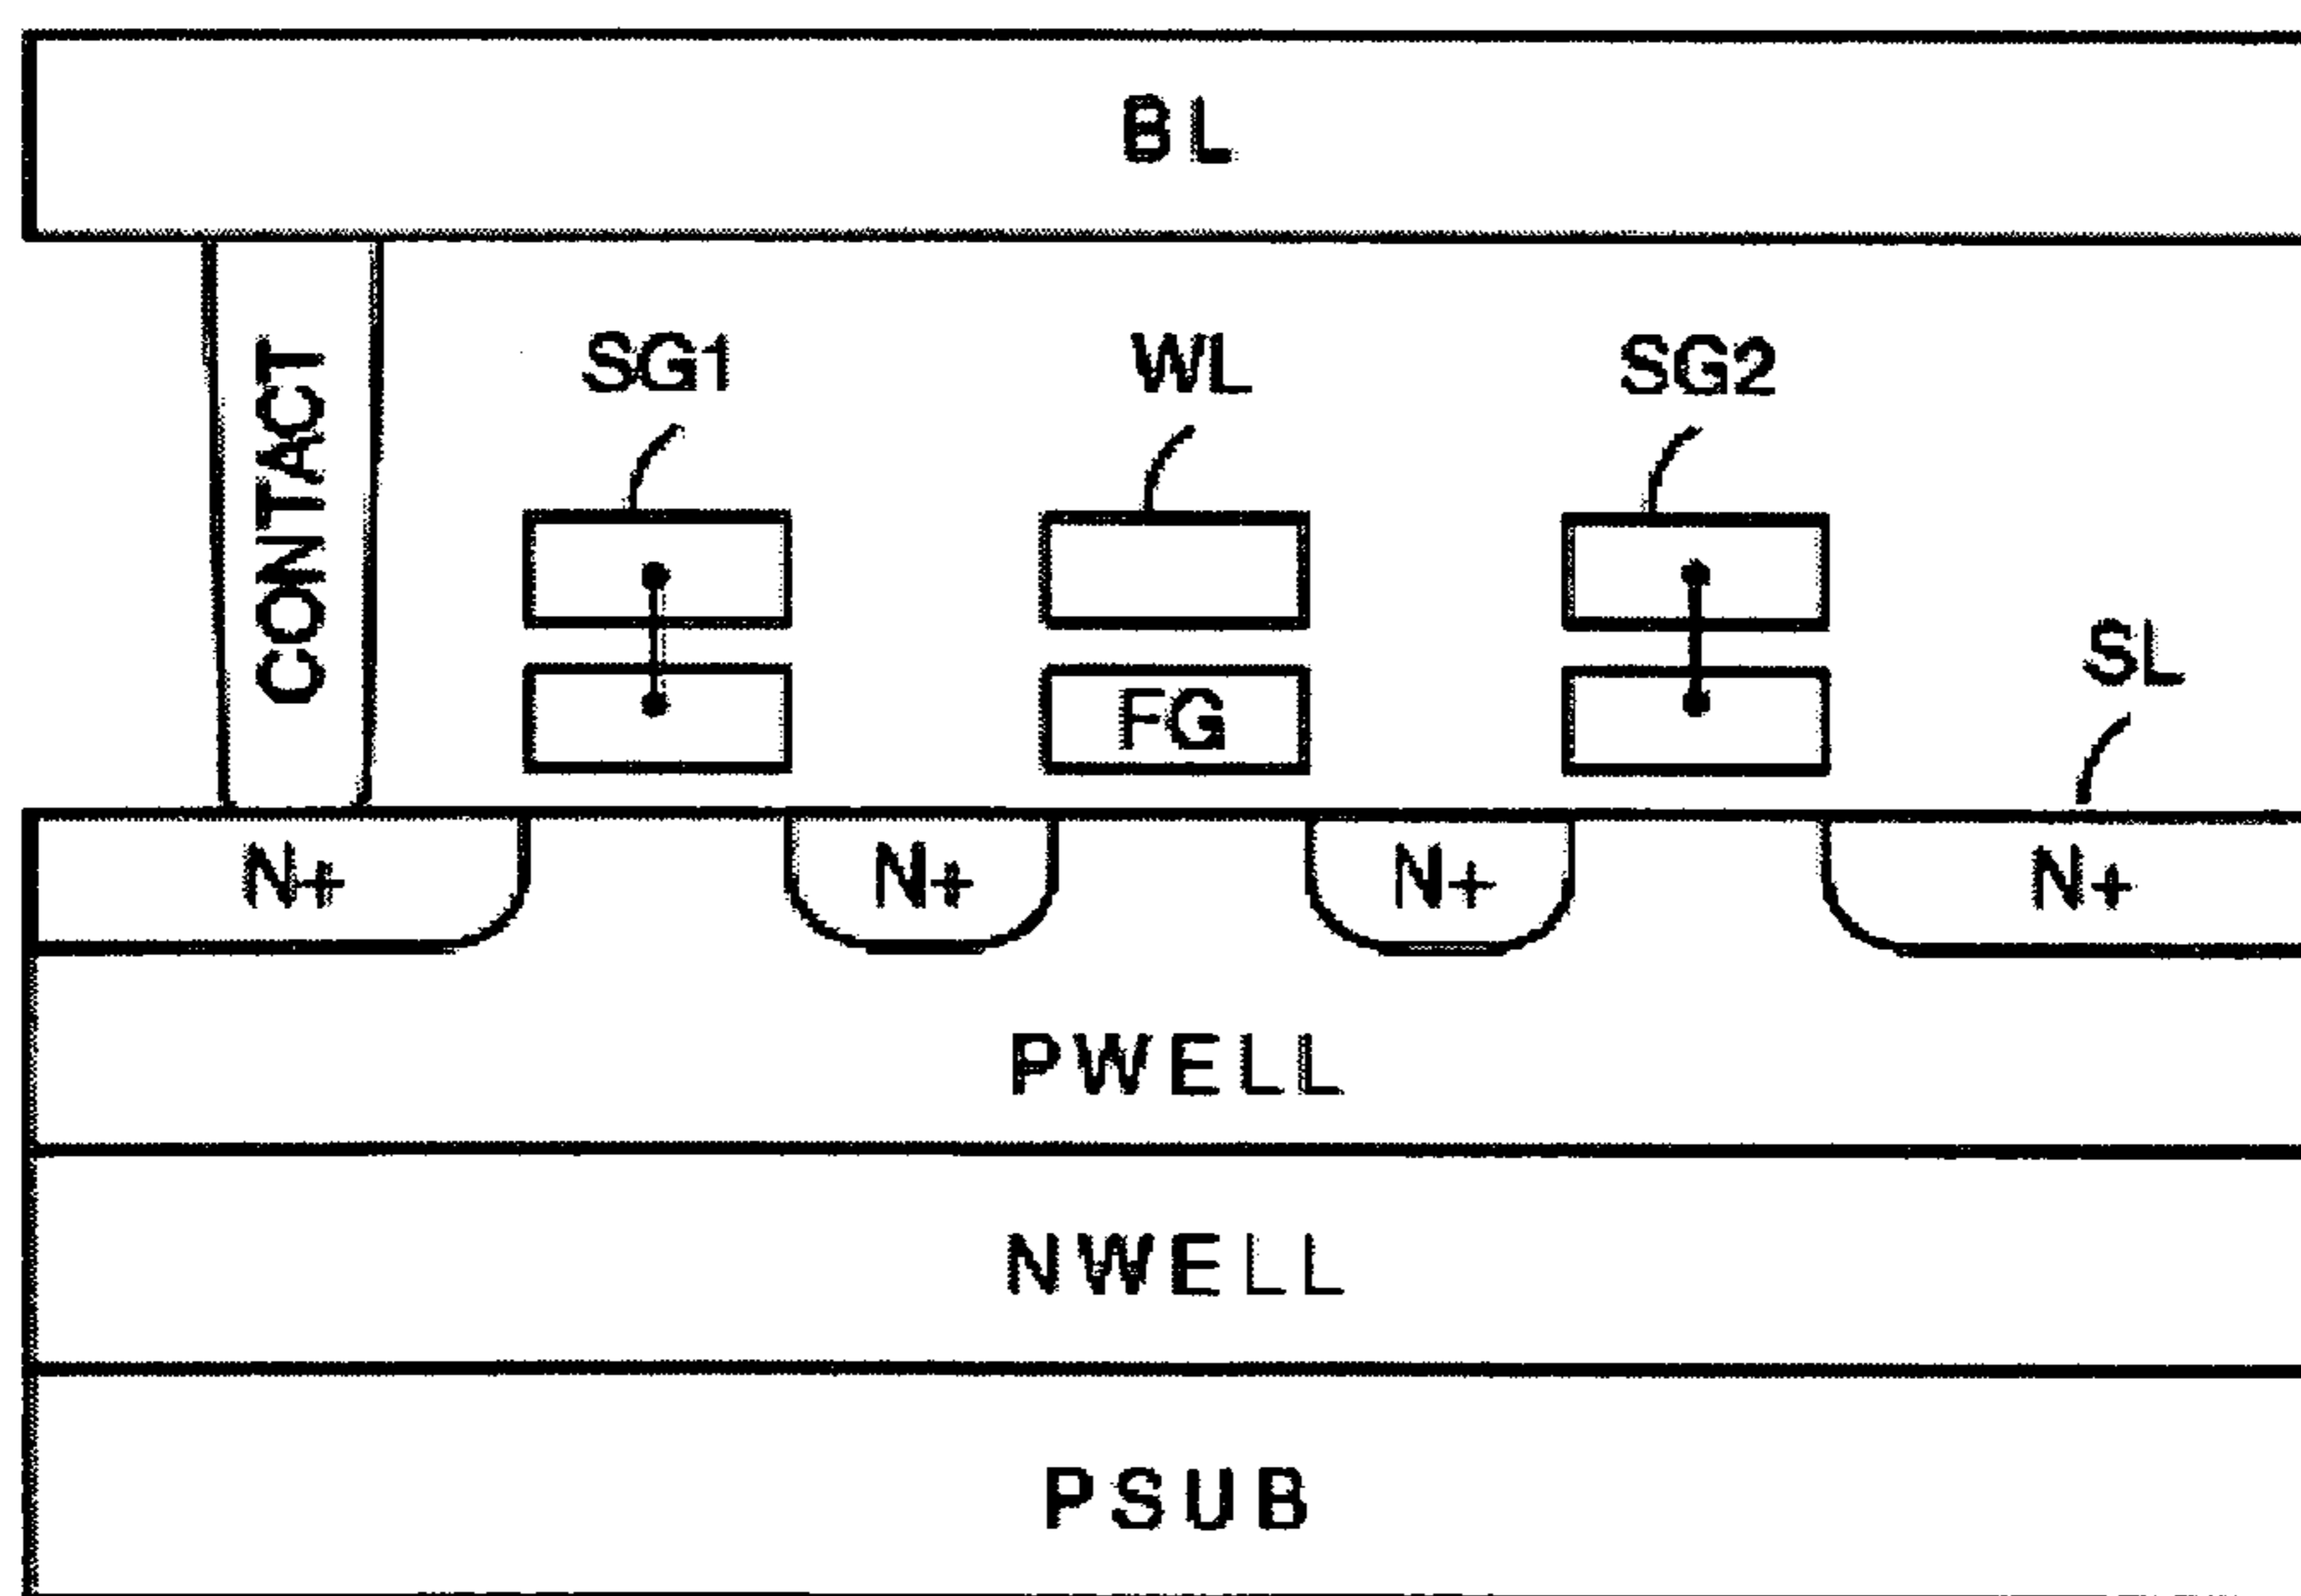 BL
CONTACT
SG1 WL SG2
SL
FG
N+ N+ N+ N+
PWELL
NWELL
PSUB